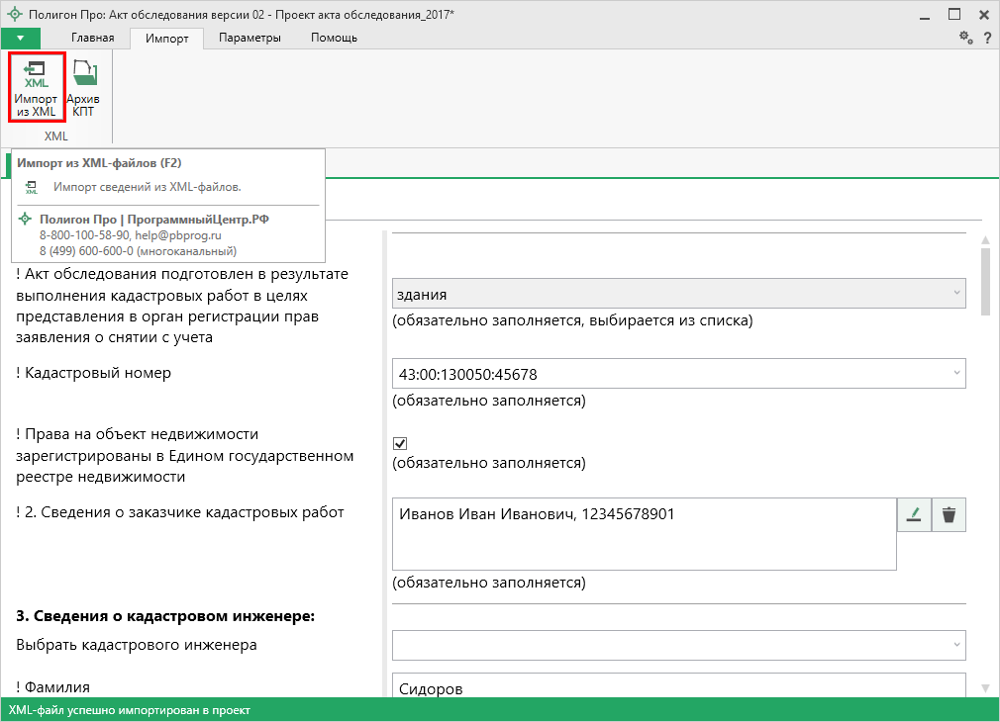 Полигон Про: Акт обследования версии 02 - Проект акта обследования_2017*
Главная Импорт Параметры Помощь
?
XML
Импорт из XML
Архив КПТ
XML
Импорт из XML-файлов (F2)
XML Импорт сведений из XML-файлов.
Полигон Про | ПрограммныйЦентр.РФ
8-800-100-58-90, help@pbprog.ru
8 (499) 600-600-0 (многоканальный)
! Акт обследования подготовлен в результате
выполнения кадастровых работ в целях
представления в орган регистрации прав
заявления о снятии с учета
здания
(обязательно заполняется, выбирается из списка)
! Кадастровый номер
43:00:130050:45678
(обязательно заполняется)
! Права на объект недвижимости
зарегистрированы в Едином государственном
реестре недвижимости
(обязательно заполняется)
! 2. Сведения о заказчике кадастровых работ
Иванов Иван Иванович, 12345678901
(обязательно заполняется)
3. Сведения о кадастровом инженере:
Выбрать кадастрового инженера
! Фамилия
Сидоров
XML-файл успешно импортирован в проект